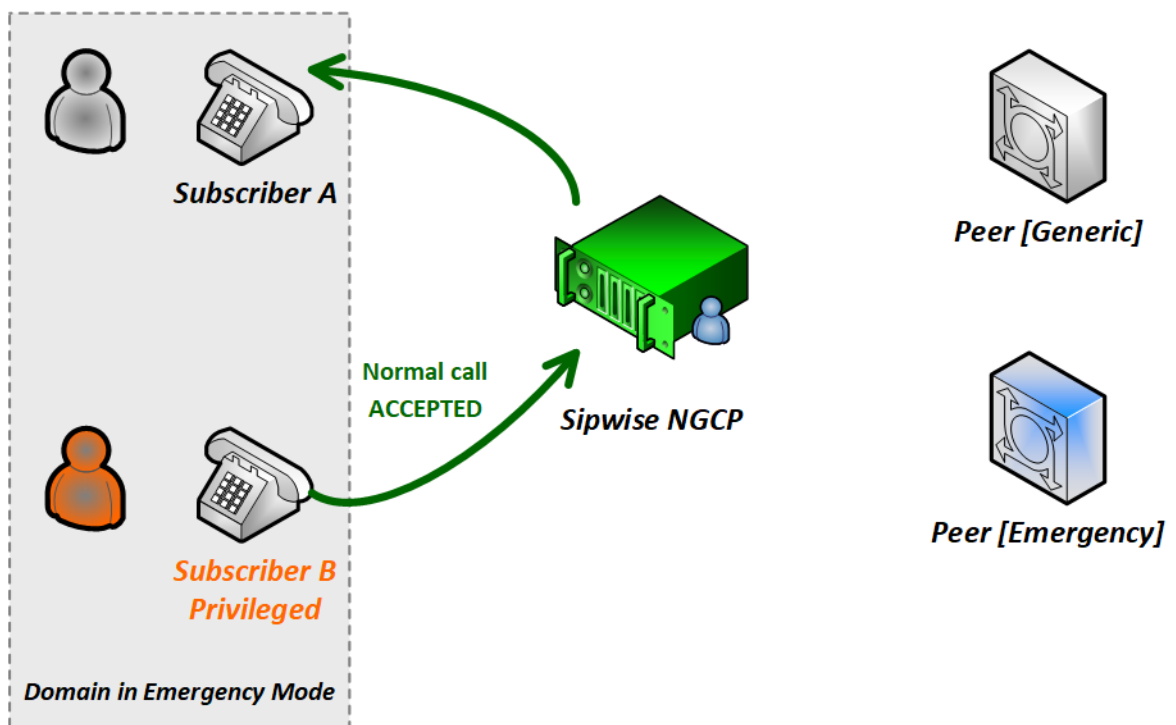 Subscriber A
Peer [Generic]
Normal call
ACCEPTED
Sipwise NGCP
Peer [Emergency]
Subscriber B
Privileged
Domain in Emergency Mode